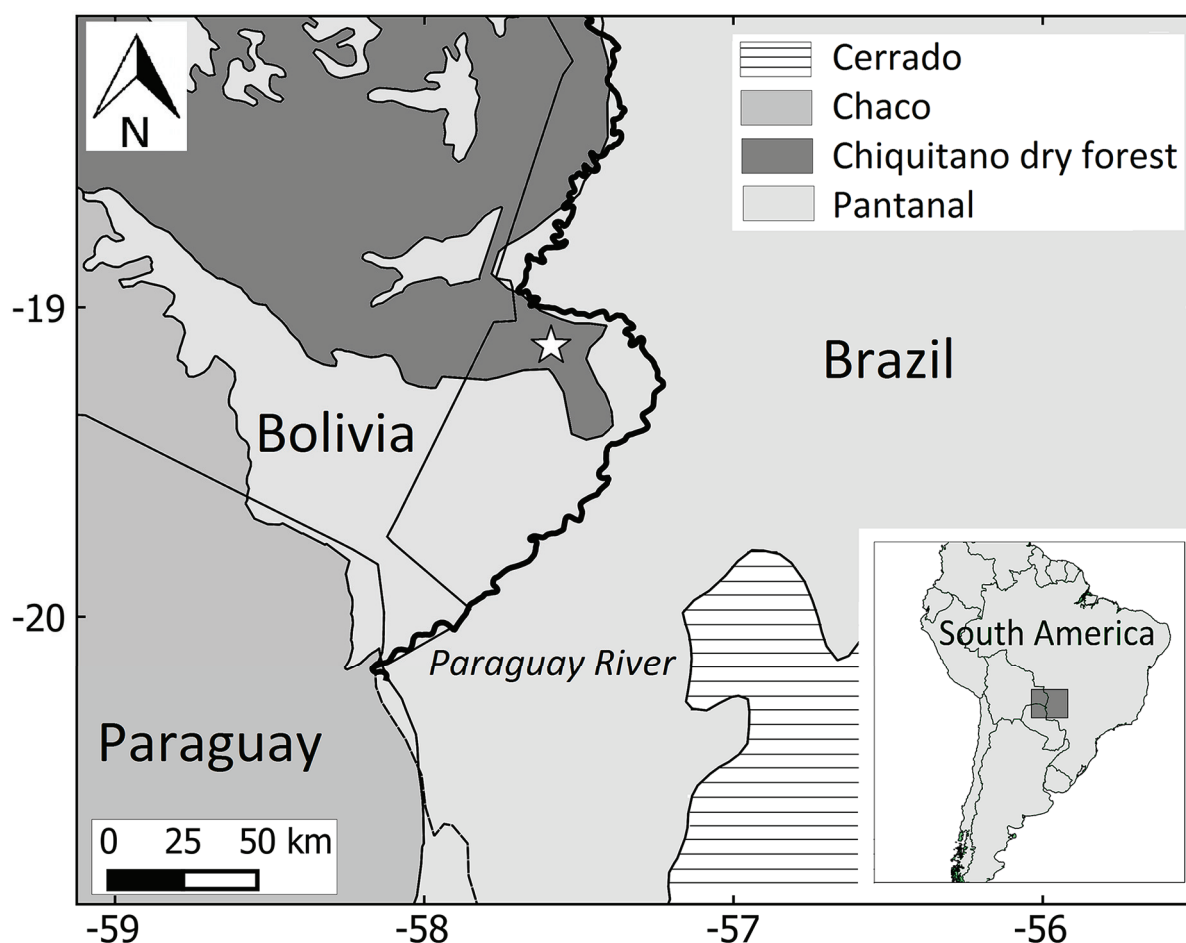 N
Cerrado
Chaco
Chiquitano dry forest
Pantanal
-19
Brazil
Bolivia
-20
South America
Paraguay River
Paraguay
0 25 50 km
-59 -58 -57 -56